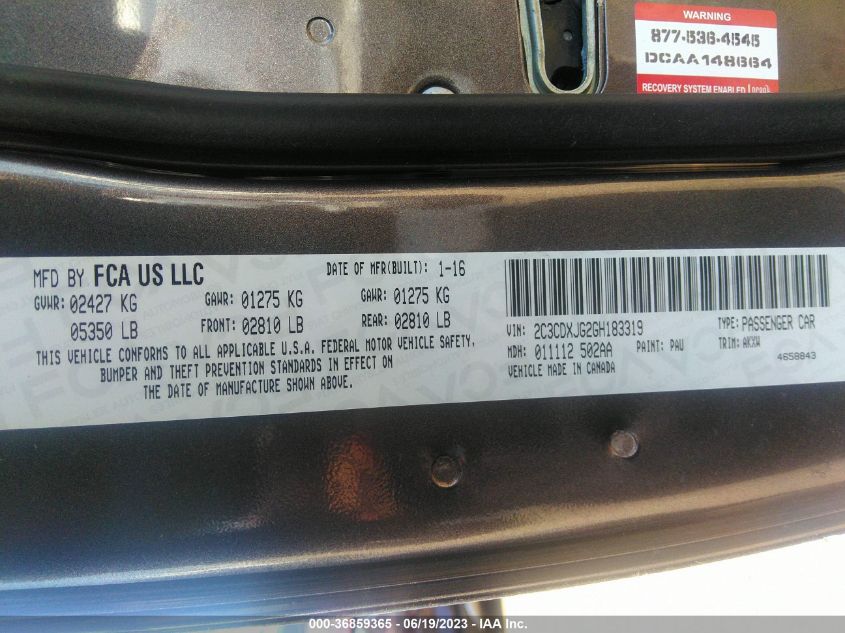 WARNING
877-536-4545
DCAA148664
RECOVERY SYSTEM ENABLED
MFD BY FCA US LLC
DATE OF MFR(BUILT): 1-16
GVWR: 02427 KG
GAWR: 01275 KG
GAWR: 01275 KG
05350 LB
FRONT: 02810 LB
REAR: 02810 LB
THIS VEHICLE CONFORMS TO ALL APPLICABLE U.S.A. FEDERAL MOTOR VEHICLE SAFETY,
BUMPER AND THEFT PREVENTION STANDARDS IN EFFECT ON
THE DATE OF MANUFACTURE SHOWN ABOVE.
VIN: 2C3CDXJG2GH183319
TYPE: PASSENGER CAR
MDH: 011112 502AA
PAINT: PAU
TRIM: AKXW
VEHICLE MADE IN CANADA
4658843
000-36859365 - 06/19/2023 - IAA Inc.